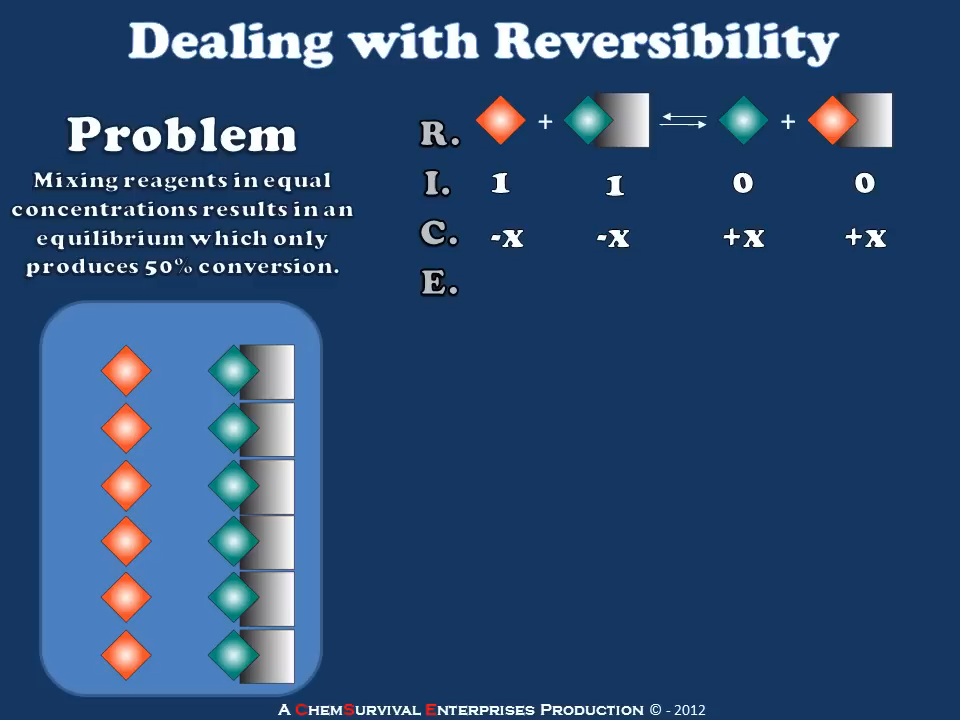 Dealing with Reversibility
Problem
Mixing reagents in equal
concentrations results in an
equilibrium which only
produces 50% conversion.
R. + +
I. 1 1 0 0
C. -x -x +x +x
E.
A ChemSurvival Enterprises Production © - 2012